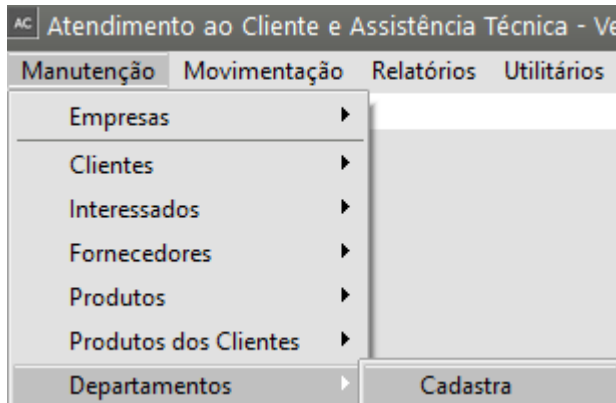 AC Atendimento ao Cliente e Assistência Técnica - Ve
Manutenção Movimentação Relatórios Utilitários
Empresas
Clientes
Interessados
Fornecedores
Produtos
Produtos dos Clientes
Departamentos Cadastra